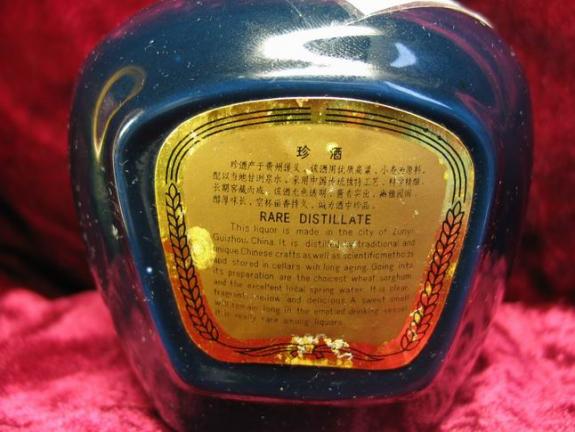 珍 酒
珍酒产于贵州遵义。该酒用优质高粱、小麦为原料。
配以当地甘洌泉水,采用中国传统独特工艺,科学精酿,
长期窖藏而成。该酒无色透明,酱香突出,幽雅圆润,
醇厚味长,空杯留香持久,诚为酒中珍品。
RARE DISTILLATE
This liquor is made in the city of Zunyi
Guizhou, China. It is distilled traditional and
unique Chinese crafts as well as scientific methods
and stored in cellars wih long aging. Going into
its preparation are the choicest wheat, sorghum
and the excellent local spring water. It is clear,
fragrant, mellow and delicious. A sweet smell
will remain long in the emptied drinking vessel
it is really rare among liquors.